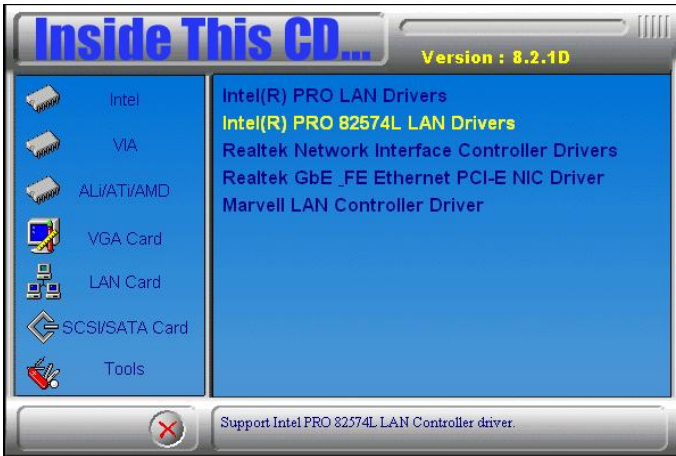 Inside This CD...
Version : 8.2.1D
Intel
VIA
ALi/ATi/AMD
VGA Card
LAN Card
SCSI/SATA Card
Tools
Intel(R) PRO LAN Drivers
Intel(R) PRO 82574L LAN Drivers
Realtek Network Interface Controller Drivers
Realtek GbE _FE Ethernet PCI-E NIC Driver
Marvell LAN Controller Driver
Support Intel PRO 82574L LAN Controller driver.